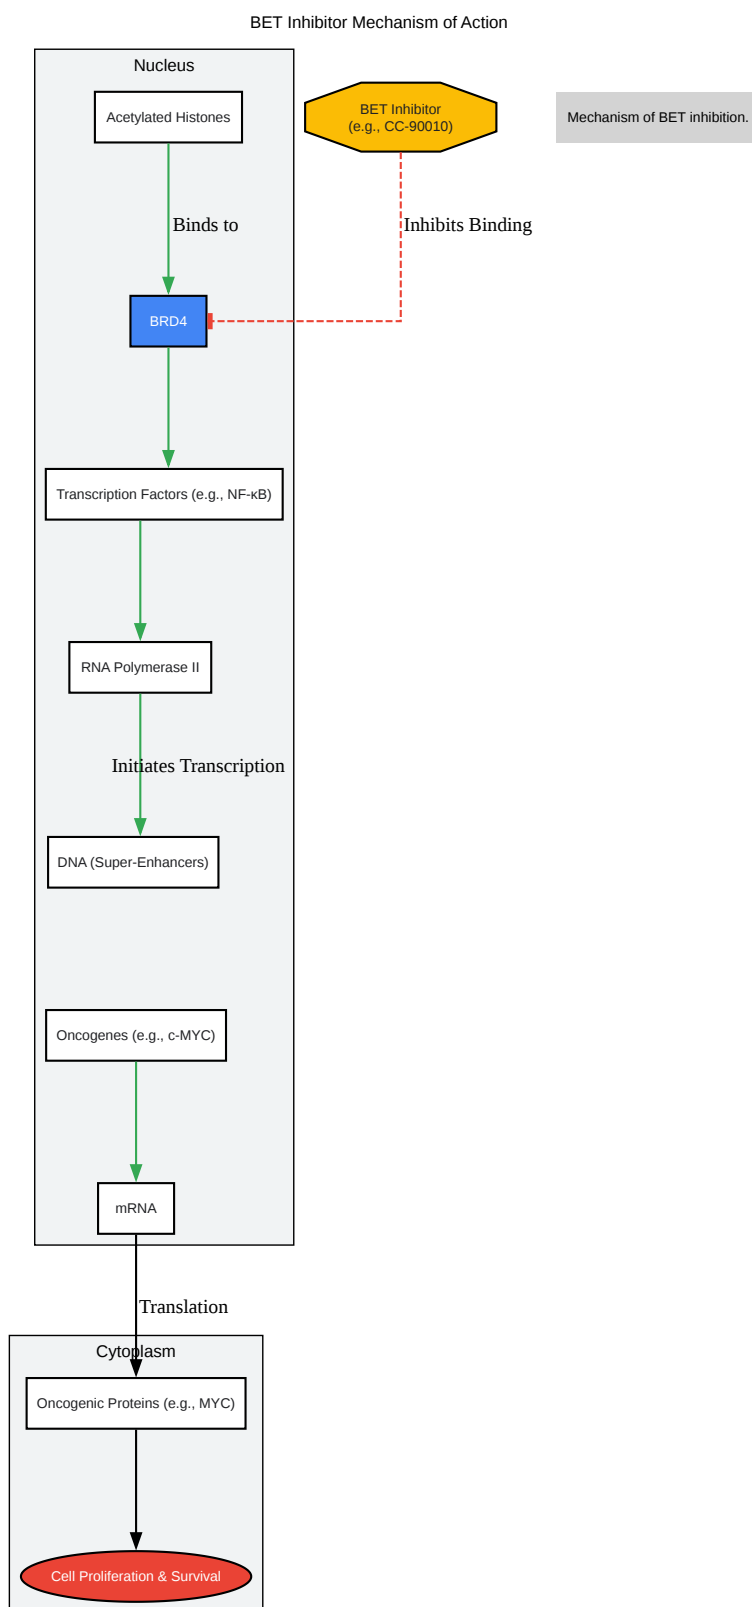 BET Inhibitor Mechanism of Action
Nucleus
Acetylated Histones
BET Inhibitor
(e.g., CC-90010)
Mechanism of BET inhibition.
Binds to
Inhibits Binding
BRD4
Transcription Factors (e.g., NF-κB)
RNA Polymerase II
Initiates Transcription
DNA (Super-Enhancers)
Oncogenes (e.g., c-MYC)
mRNA
Translation
Cytoplasm
Oncogenic Proteins (e.g., MYC)
Cell Proliferation & Survival